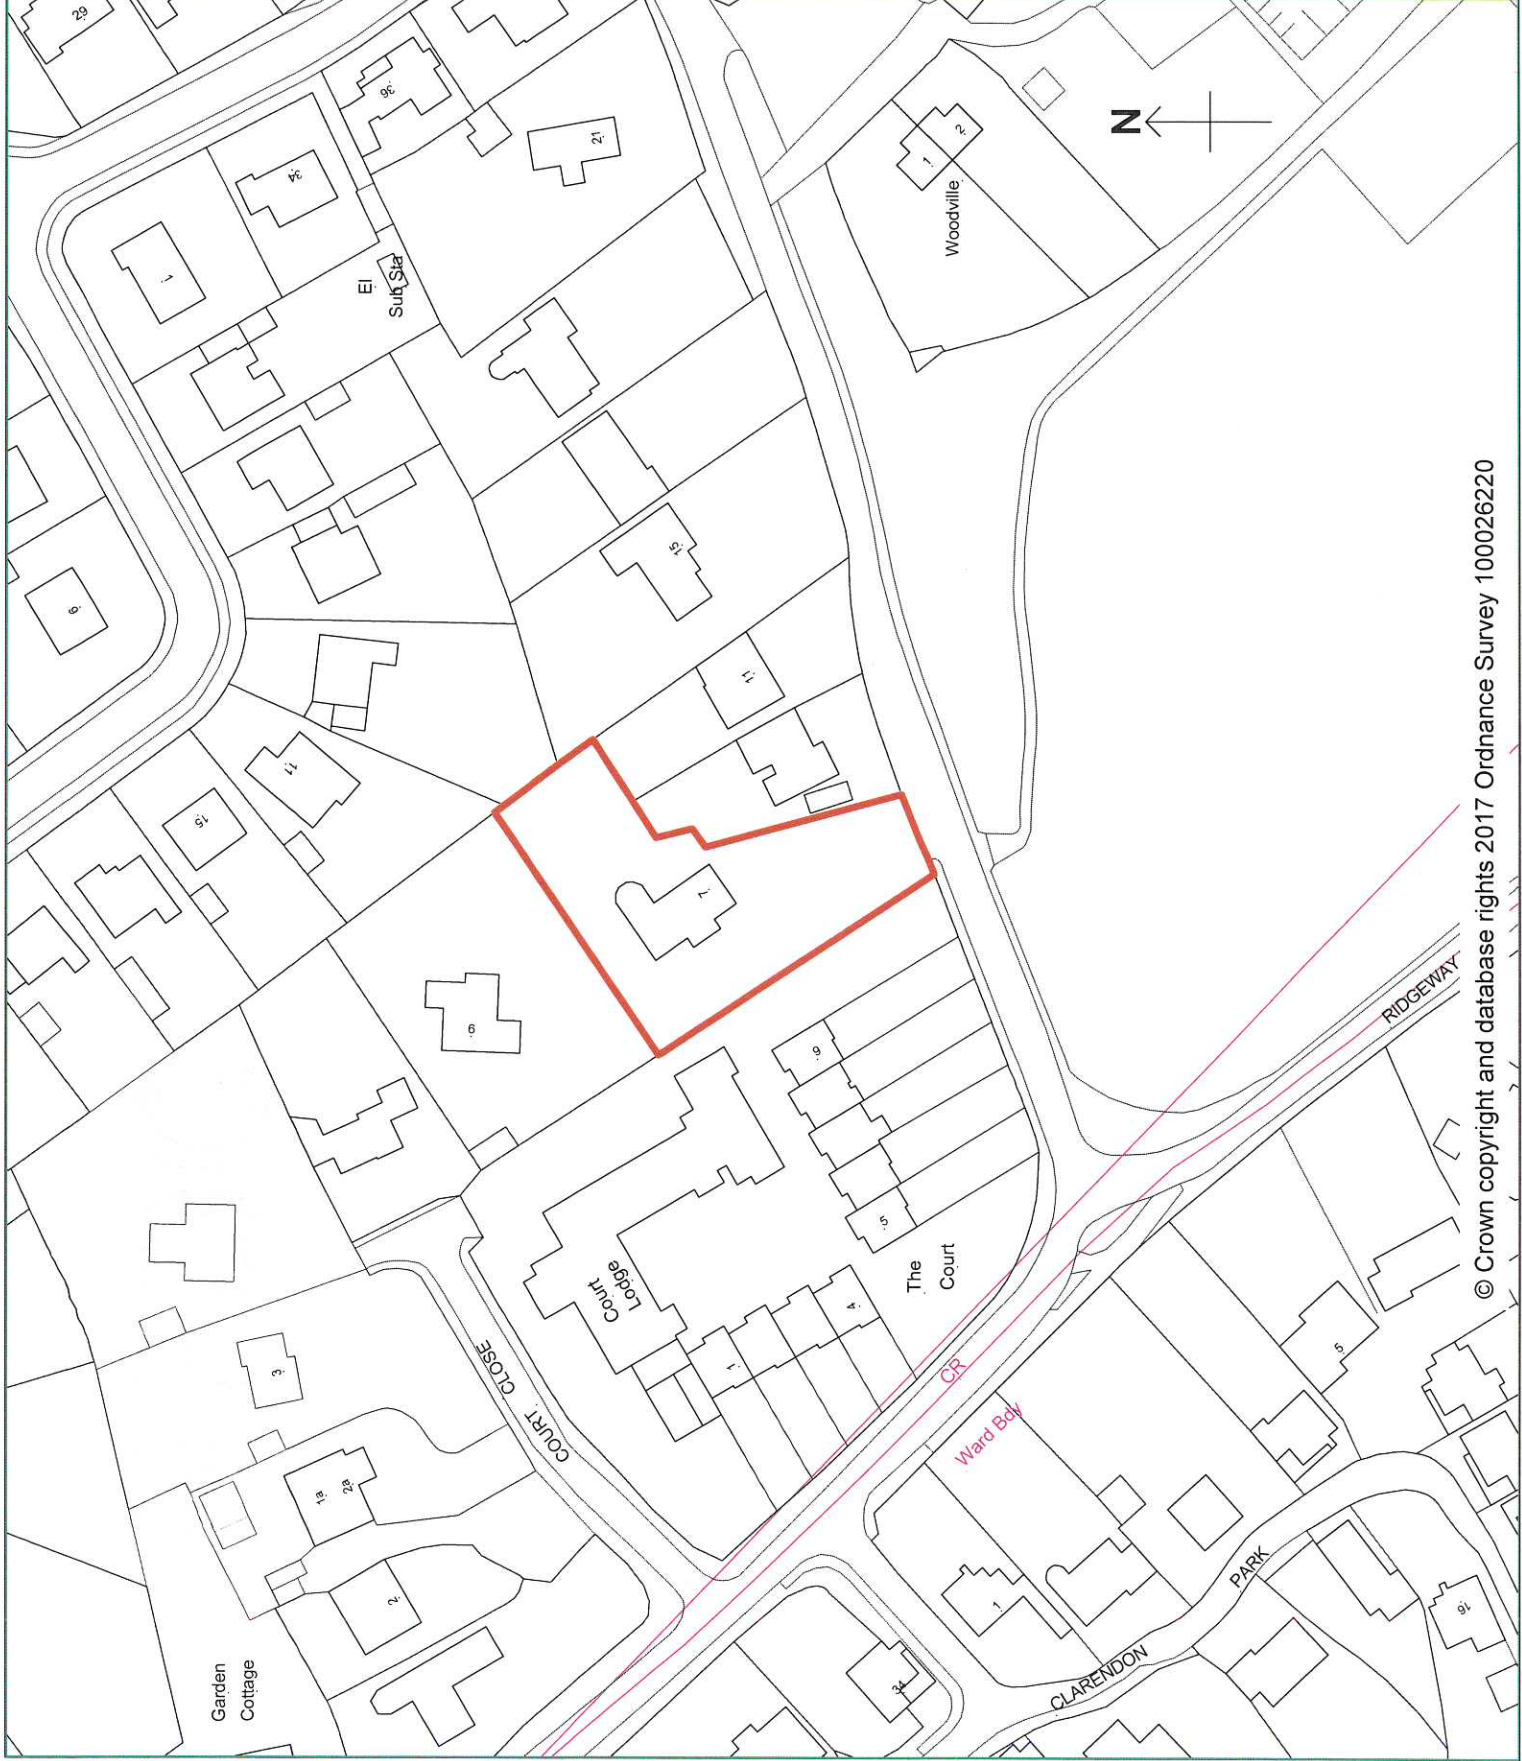 29
36
34
21
1
El
Sub Sta
N
1
2
Woodville
15
6
11
11
15
7
9
9
5
The
Court
4
1
Court
Lodge
COURT CLOSE
3
1a
2a
2
Garden
Cottage
RIDGEWAY
CR
Ward Bdy
5
PARK
CLARENDON
1
34
16
© Crown copyright and database rights 2017 Ordnance Survey 100026220